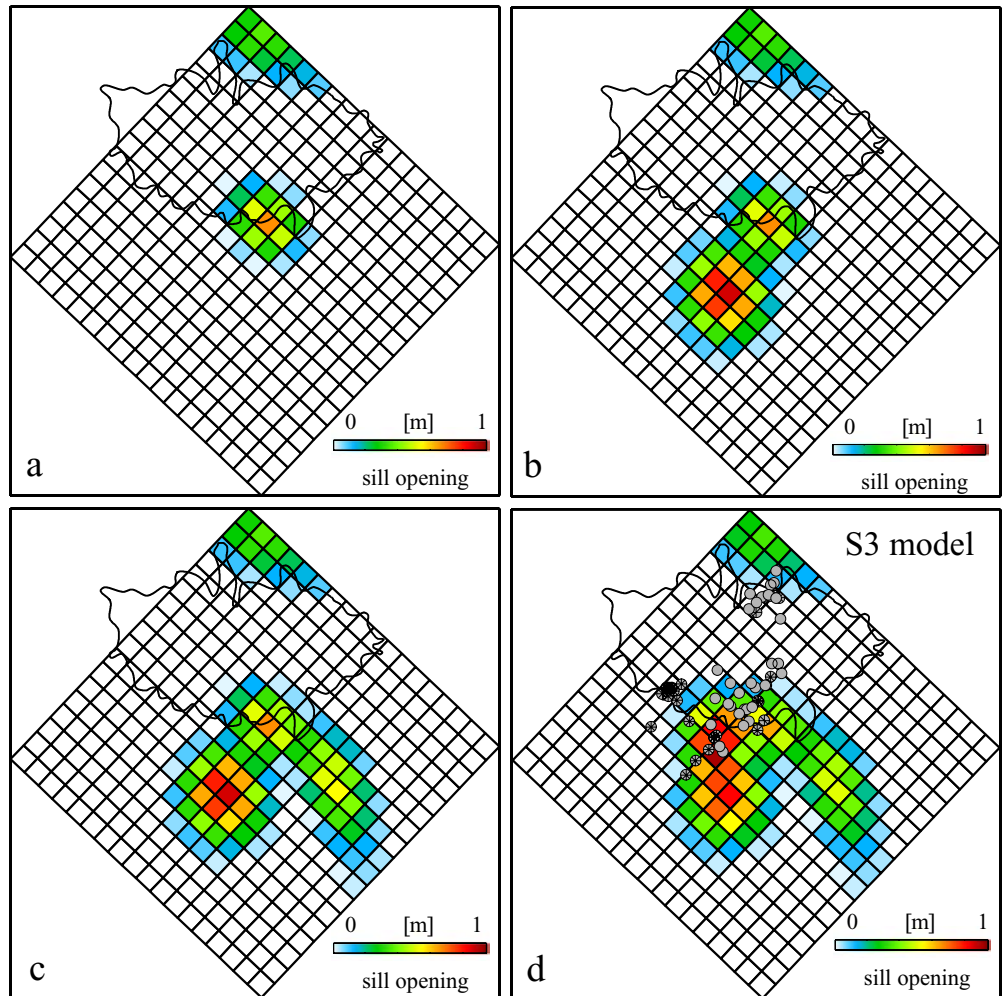 0 [m] 1
sill opening
a
0 [m] 1
sill opening
b
0 [m] 1
sill opening
c
S3 model
0 [m] 1
sill opening
d